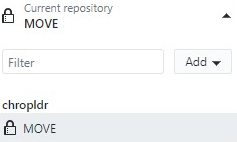 Current repository
MOVE
Filter
Add
chropldr
MOVE